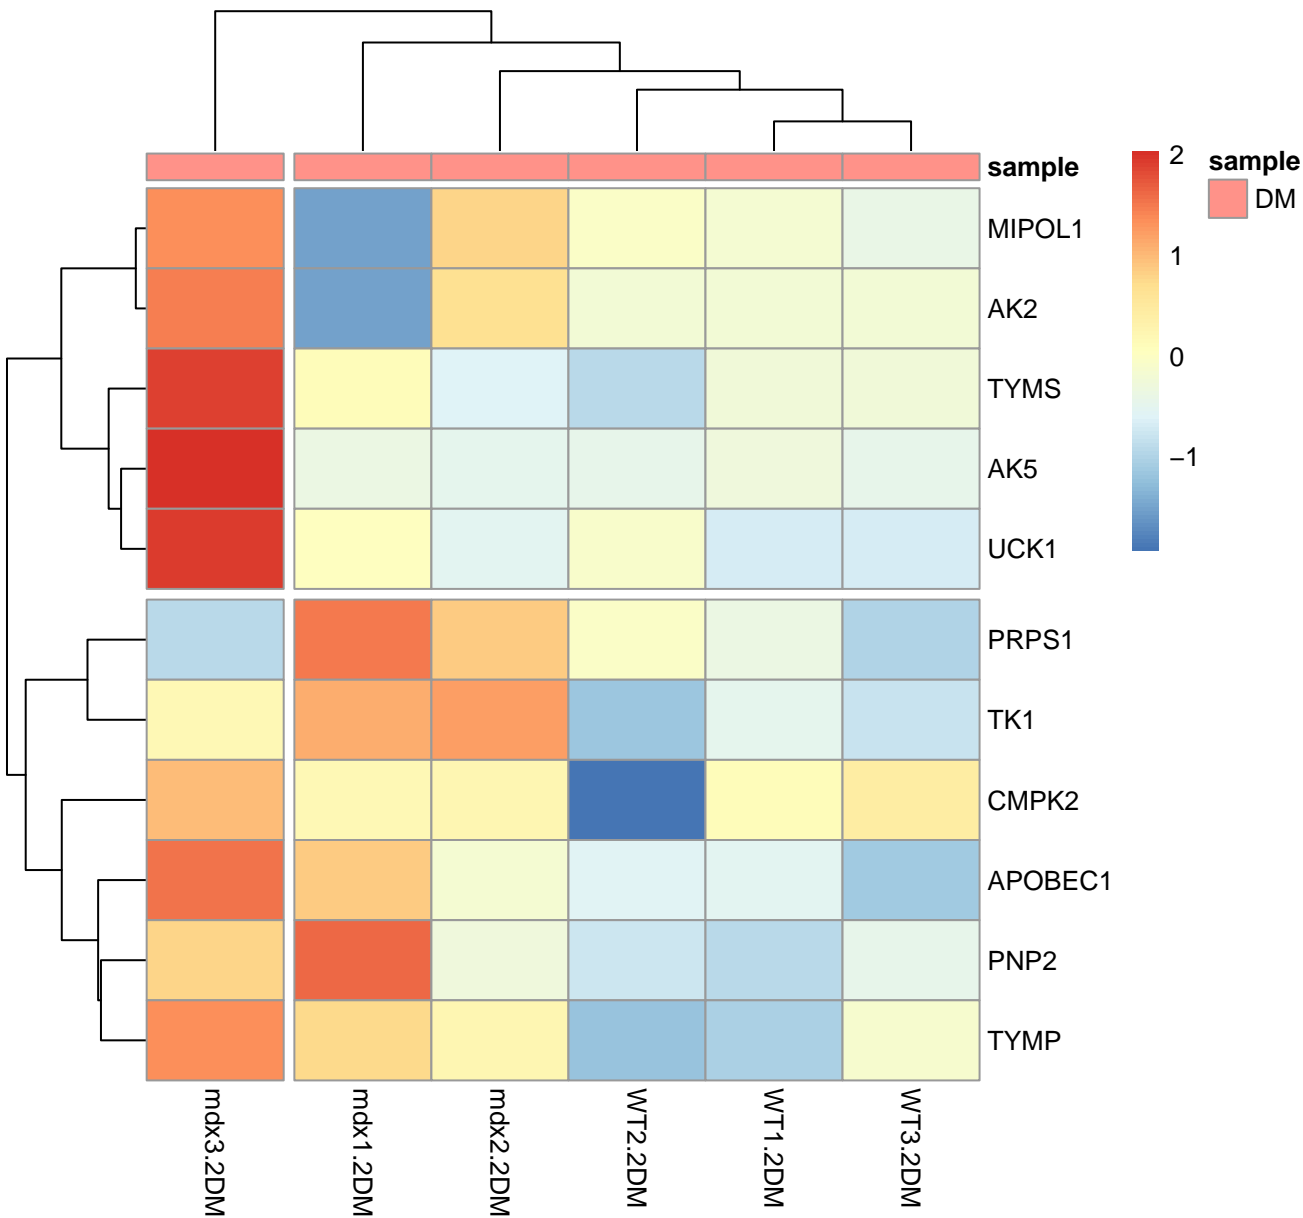 sample
MIPOL1
AK2
TYMS
AK5
UCK1
PRPS1
TK1
CMPK2
APOBEC1
PNP2
TYMP
mdx3.2DM
mdx1.2DM
mdx2.2DM
WT2.2DM
WT1.2DM
WT3.2DM
2
1
0
−1
sample
DM